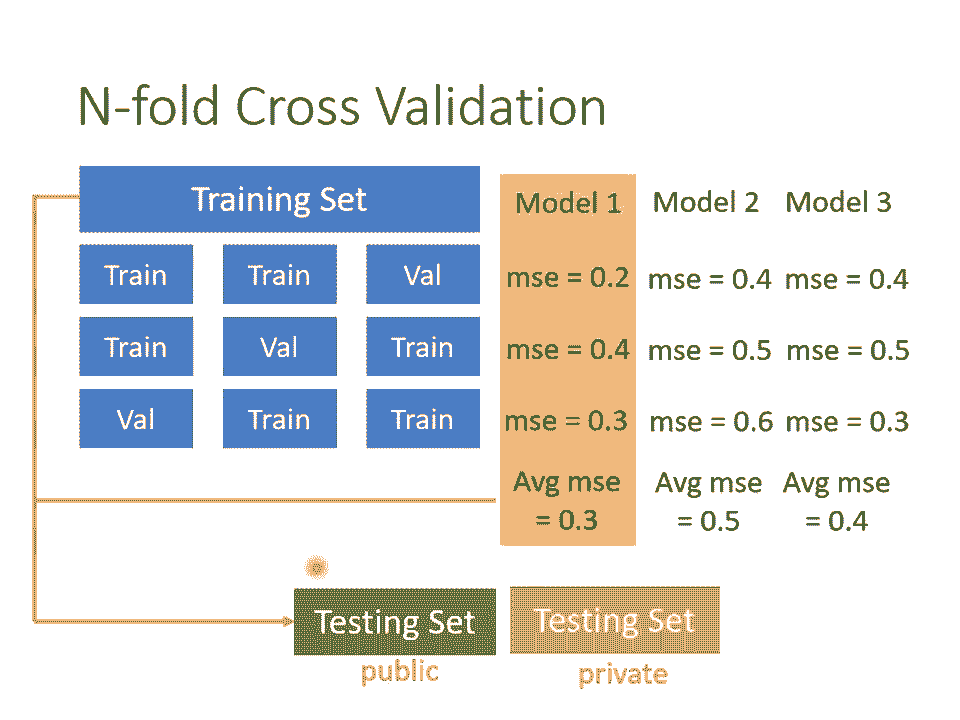 N-fold Cross Validation
Training Set
Model 1 Model 2 Model 3
Train Train Val mse = 0.2 mse = 0.4 mse = 0.4
Train Val Train mse = 0.4 mse = 0.5 mse = 0.5
Val Train Train mse = 0.3 mse = 0.6 mse = 0.3
Avg mse Avg mse Avg mse
= 0.3 = 0.5 = 0.4
Testing Set Testing Set
public private